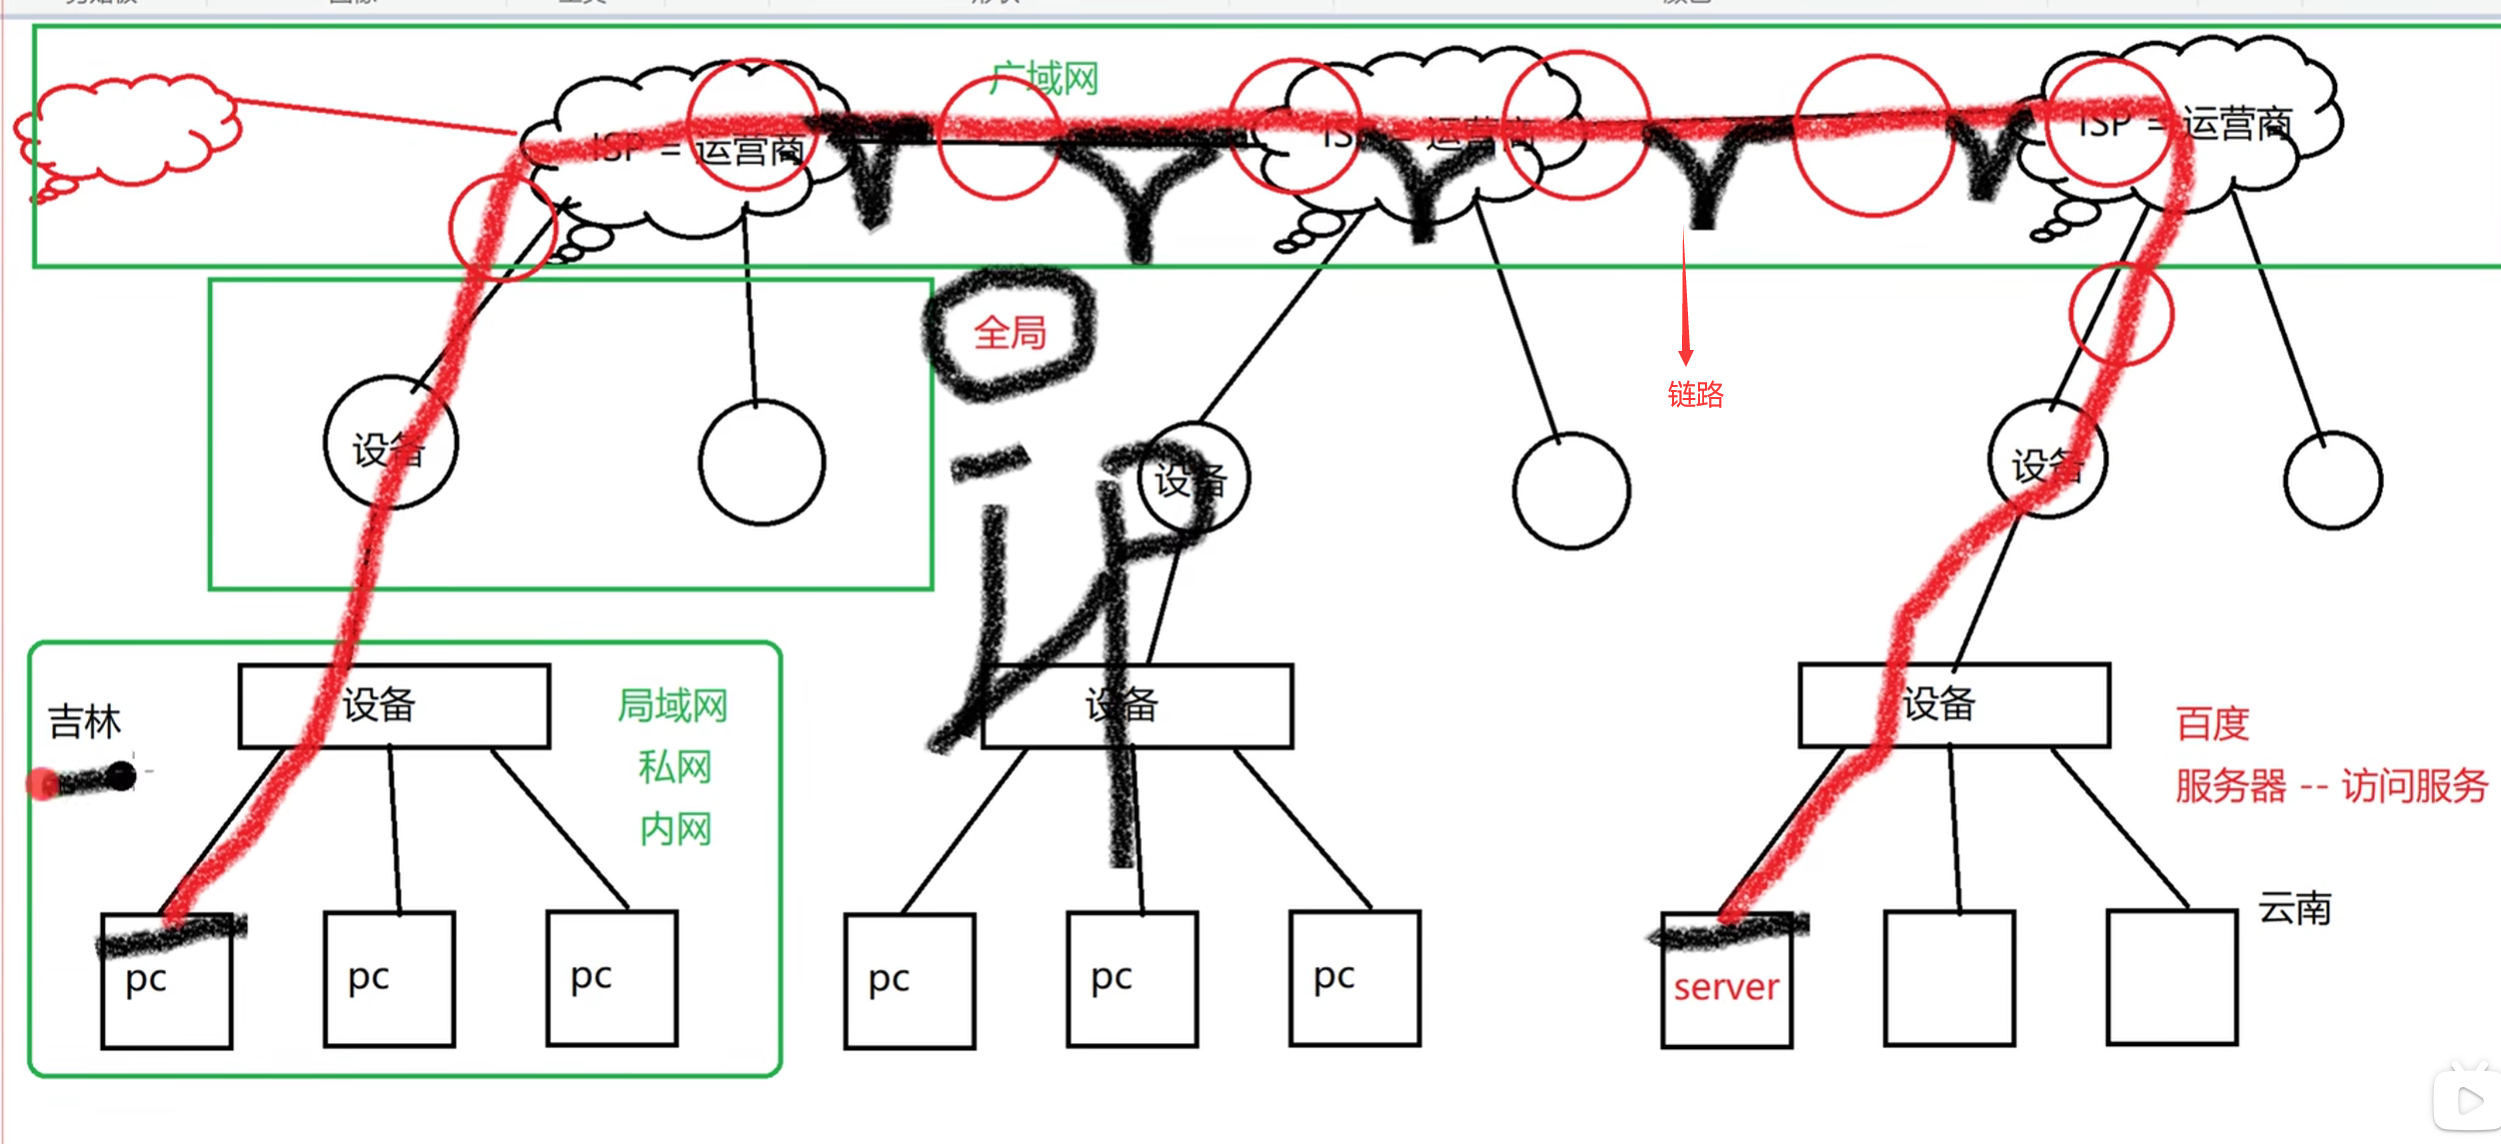 广域网
ISP = 运营商
ISP = 运营商
ISP = 运营商
全局
链路
设备
设备
设备
ip
吉林
设备
局域网
私网
内网
设备
设备
百度
服务器 -- 访问服务
云南
pc
pc
pc
pc
pc
pc
server